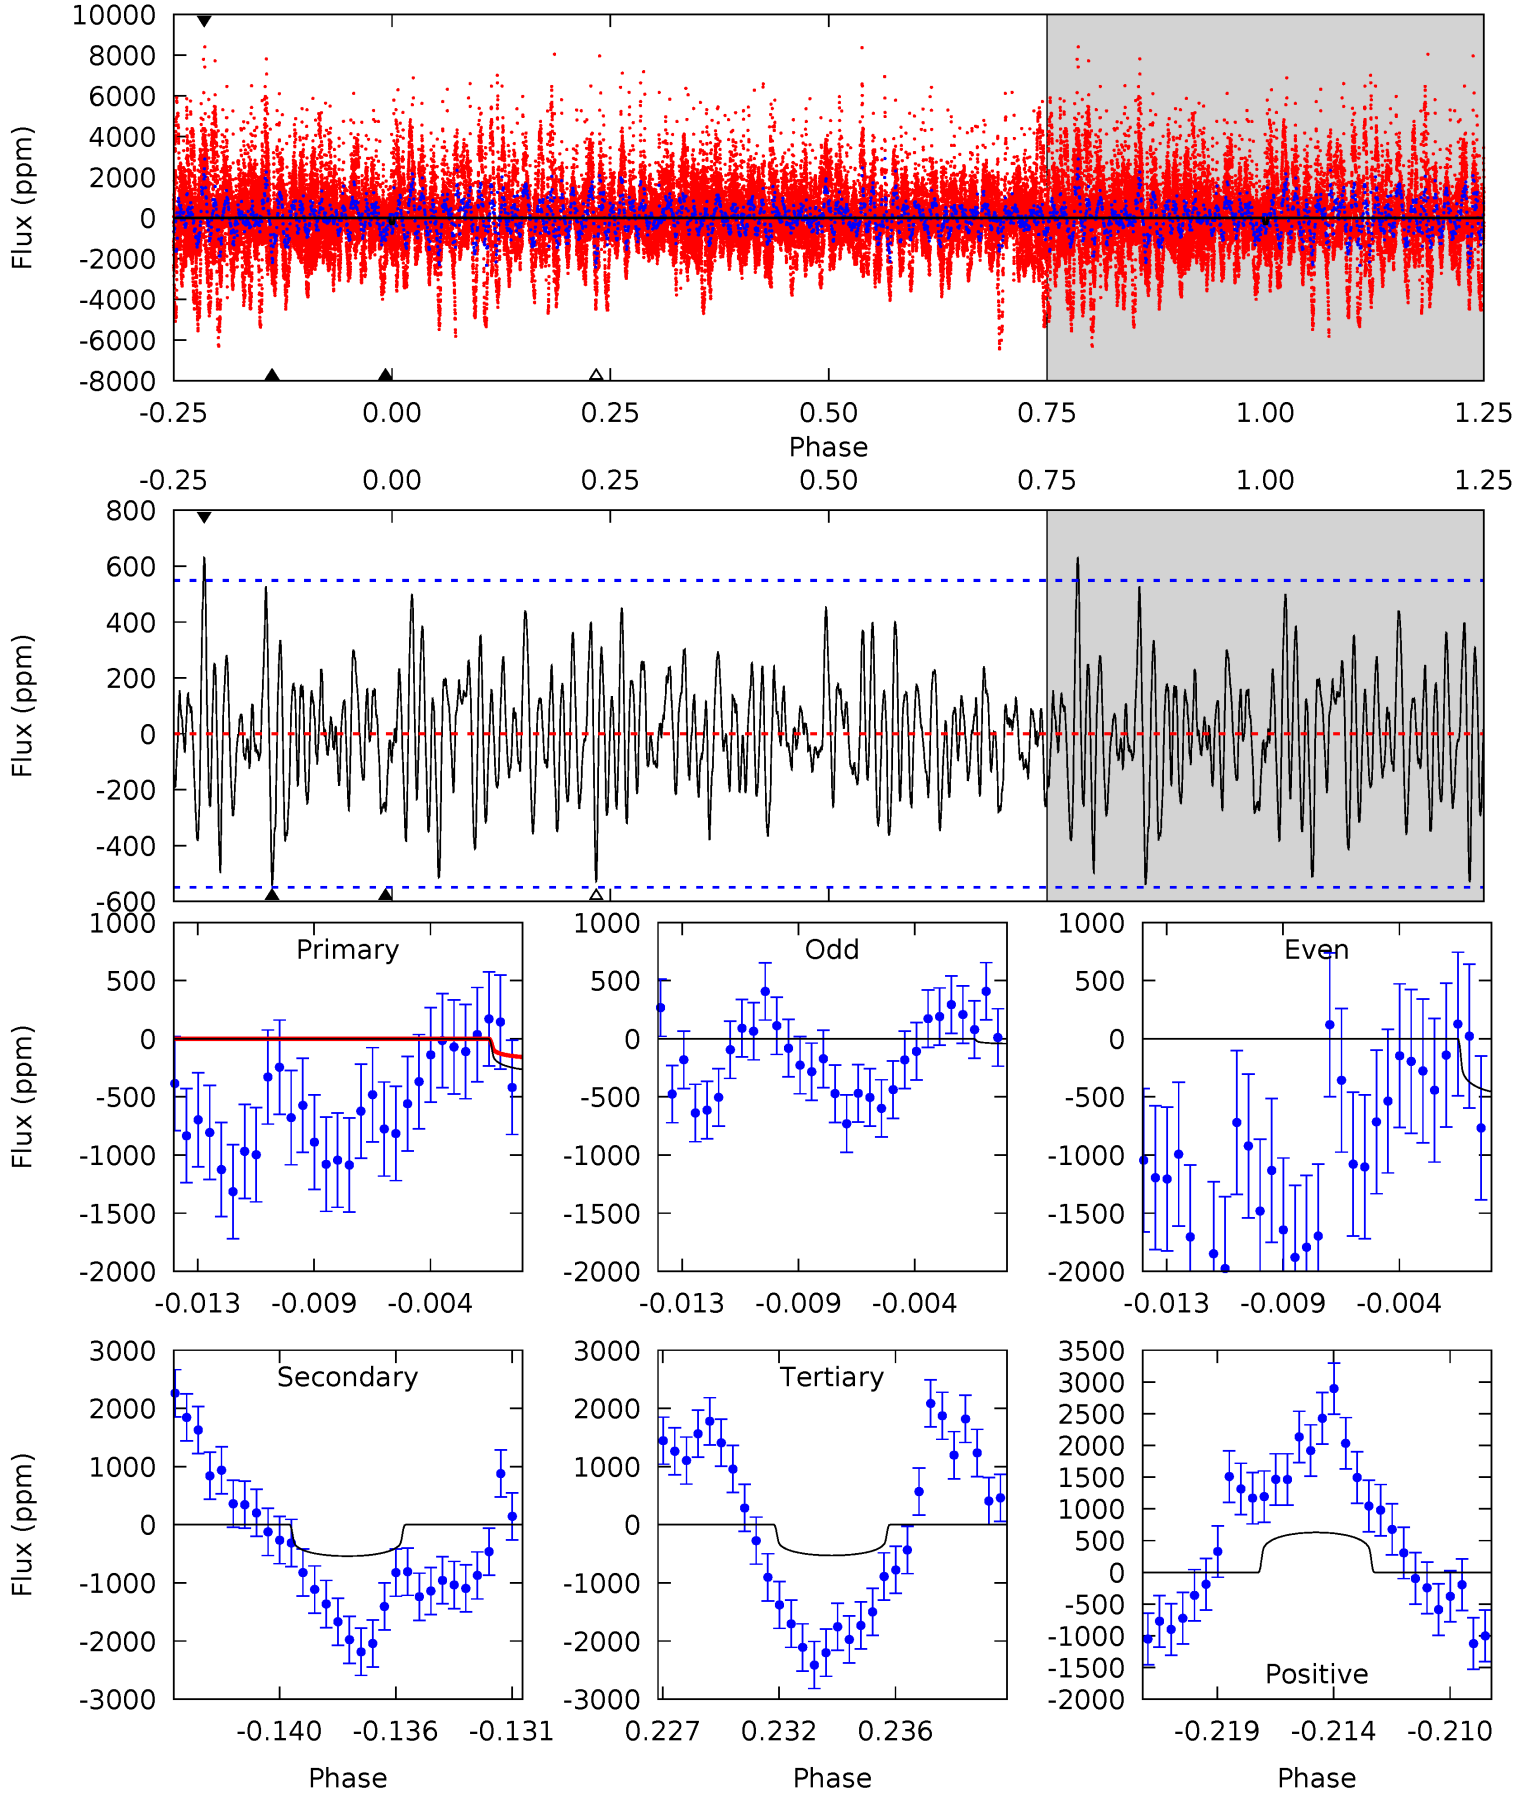 10000
8000
6000
4000
2000
0
-2000
-4000
-6000
-8000
Flux (ppm)
-0.25 0.00 0.25 0.50 0.75 1.00 1.25
Phase
-0.25 0.00 0.25 0.50 0.75 1.00 1.25
800
600
400
200
0
-200
-400
-600
Flux (ppm)
Primary
1000
500
0
-500
-1000
-1500
-2000
Flux (ppm)
-0.013 -0.009 -0.004
Odd
1000
500
0
-500
-1000
-1500
-2000
-0.013 -0.009 -0.004
Even
1000
500
0
-500
-1000
-1500
-2000
-0.013 -0.009 -0.004
Secondary
3000
2000
1000
0
-1000
-2000
-3000
Flux (ppm)
-0.140 -0.136 -0.131
Phase
Tertiary
3000
2000
1000
0
-1000
-2000
-3000
0.227 0.232 0.236
Phase
3500
3000
2500
2000
1500
1000
500
0
-500
-1000
-1500
-2000
Positive
-0.219 -0.214 -0.210
Phase